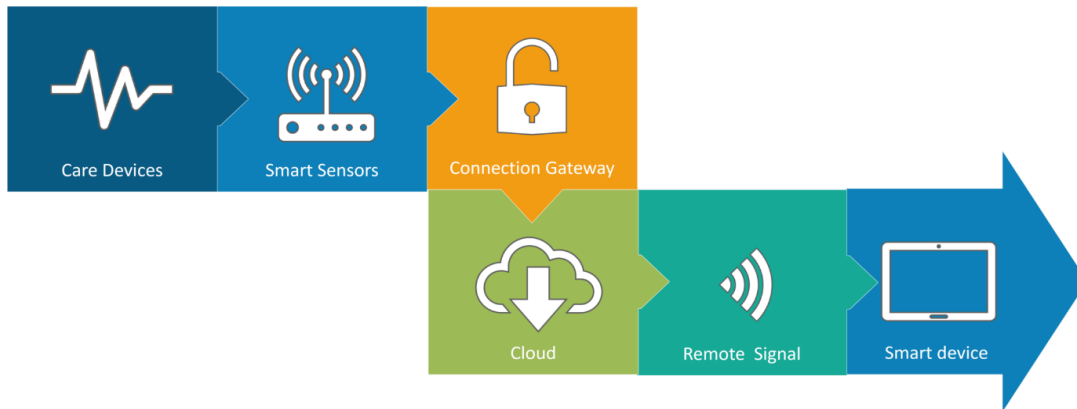 Care Devices
Smart Sensors
Connection Gateway
Cloud
Remote Signal
Smart device